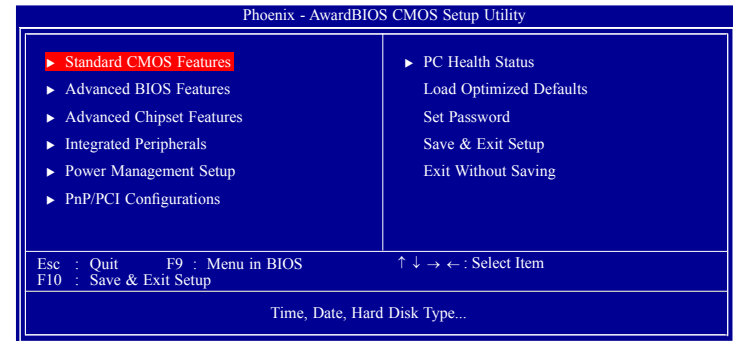 Phoenix - AwardBIOS CMOS Setup Utility
▶ Standard CMOS Features
▶ Advanced BIOS Features
▶ Advanced Chipset Features
▶ Integrated Peripherals
▶ Power Management Setup
▶ PnP/PCI Configurations
▶ PC Health Status
Load Optimized Defaults
Set Password
Save & Exit Setup
Exit Without Saving
Esc : Quit F9 : Menu in BIOS
F10 : Save & Exit Setup
↑ ↓ → ← : Select Item
Time, Date, Hard Disk Type...